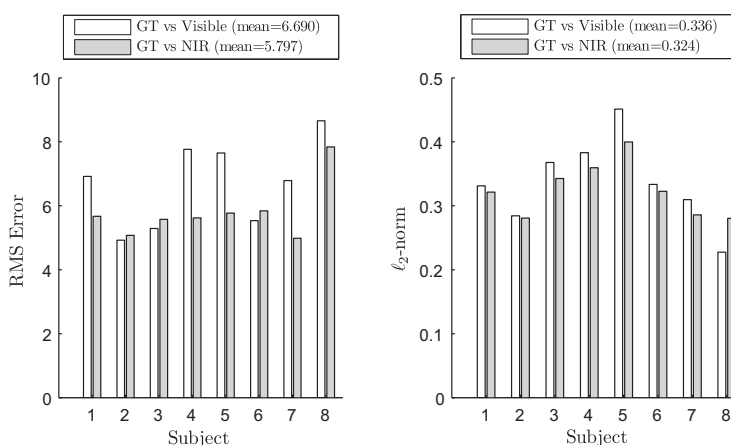 GT vs Visible (mean=6.690)
GT vs NIR (mean=5.797)
10
8
6
4
2
0
RMS Error
1 2 3 4 5 6 7 8
Subject
GT vs Visible (mean=0.336)
GT vs NIR (mean=0.324)
0.5
0.4
0.3
0.2
0.1
0
ℓ₂-norm
1 2 3 4 5 6 7 8
Subject